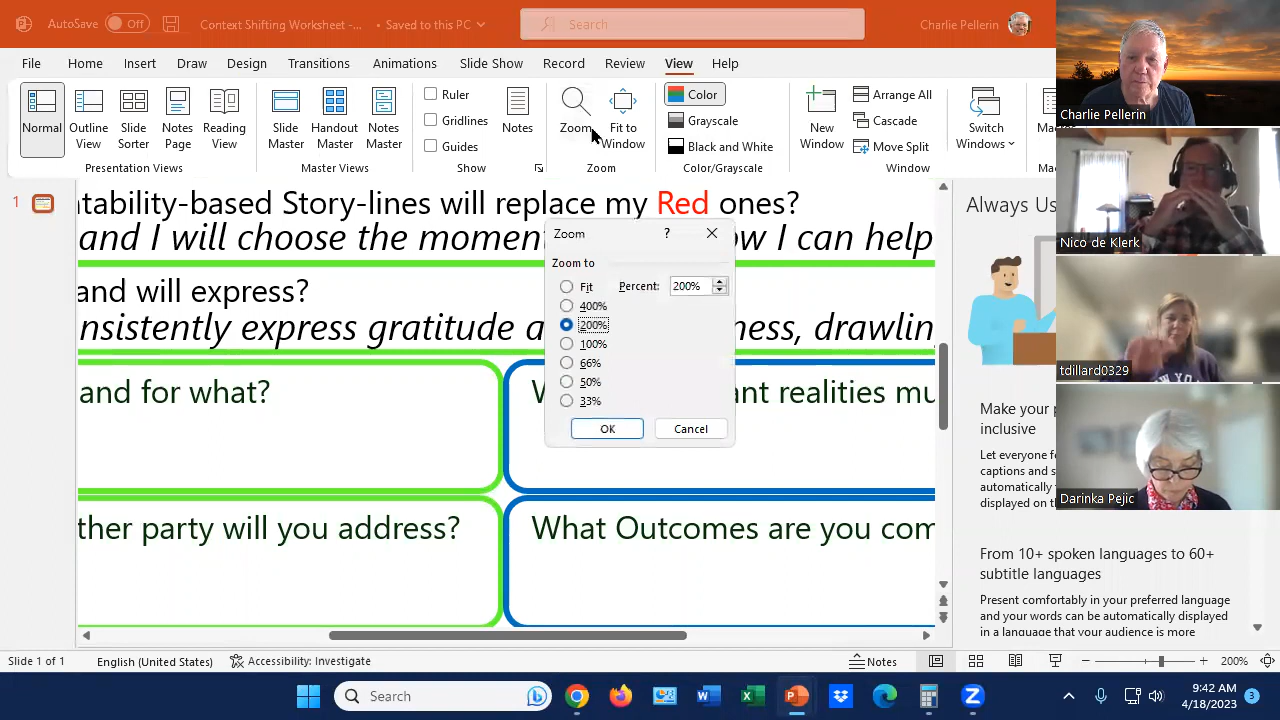 AutoSave Off Context Shifting Worksheet -... • Saved to this PC Search Charlie Pellerin
File Home Insert Draw Design Transitions Animations Slide Show Record Review View Help
Normal Outline View Slide Sorter Notes Page Reading View
Presentation Views
Slide Master Handout Master Notes Master
Master Views
Ruler
Gridlines
Guides
Notes
Show
Zoom Fit to Window
Zoom
Color
Grayscale
Black and White
Color/Grayscale
New Window
Arrange All
Cascade
Move Split
Window
Switch Windows
1
tability-based Story-lines will replace my Red ones?
and I will choose the moment
ow I can help
and will express?
nsistently express gratitude a
ness, drawlin
and for what?
ant realities mu
ther party will you address?
What Outcomes are you com
Zoom ?
Zoom to
Fit Percent: 200%
400%
200%
100%
66%
50%
33%
OK Cancel
Always Us
Make your p
inclusive
Let everyone fo
captions and s
automatically
displayed on th
From 10+ spoken languages to 60+
subtitle languages
Present comfortably in your preferred language
and your words can be automatically displayed
in a language that your audience is more
Charlie Pellerin
Nico de Klerk
tdillard0329
NEW YORK
Darinka Pejic
Slide 1 of 1 English (United States) Accessibility: Investigate Notes 200%
Search
9:42 AM
4/18/2023
3